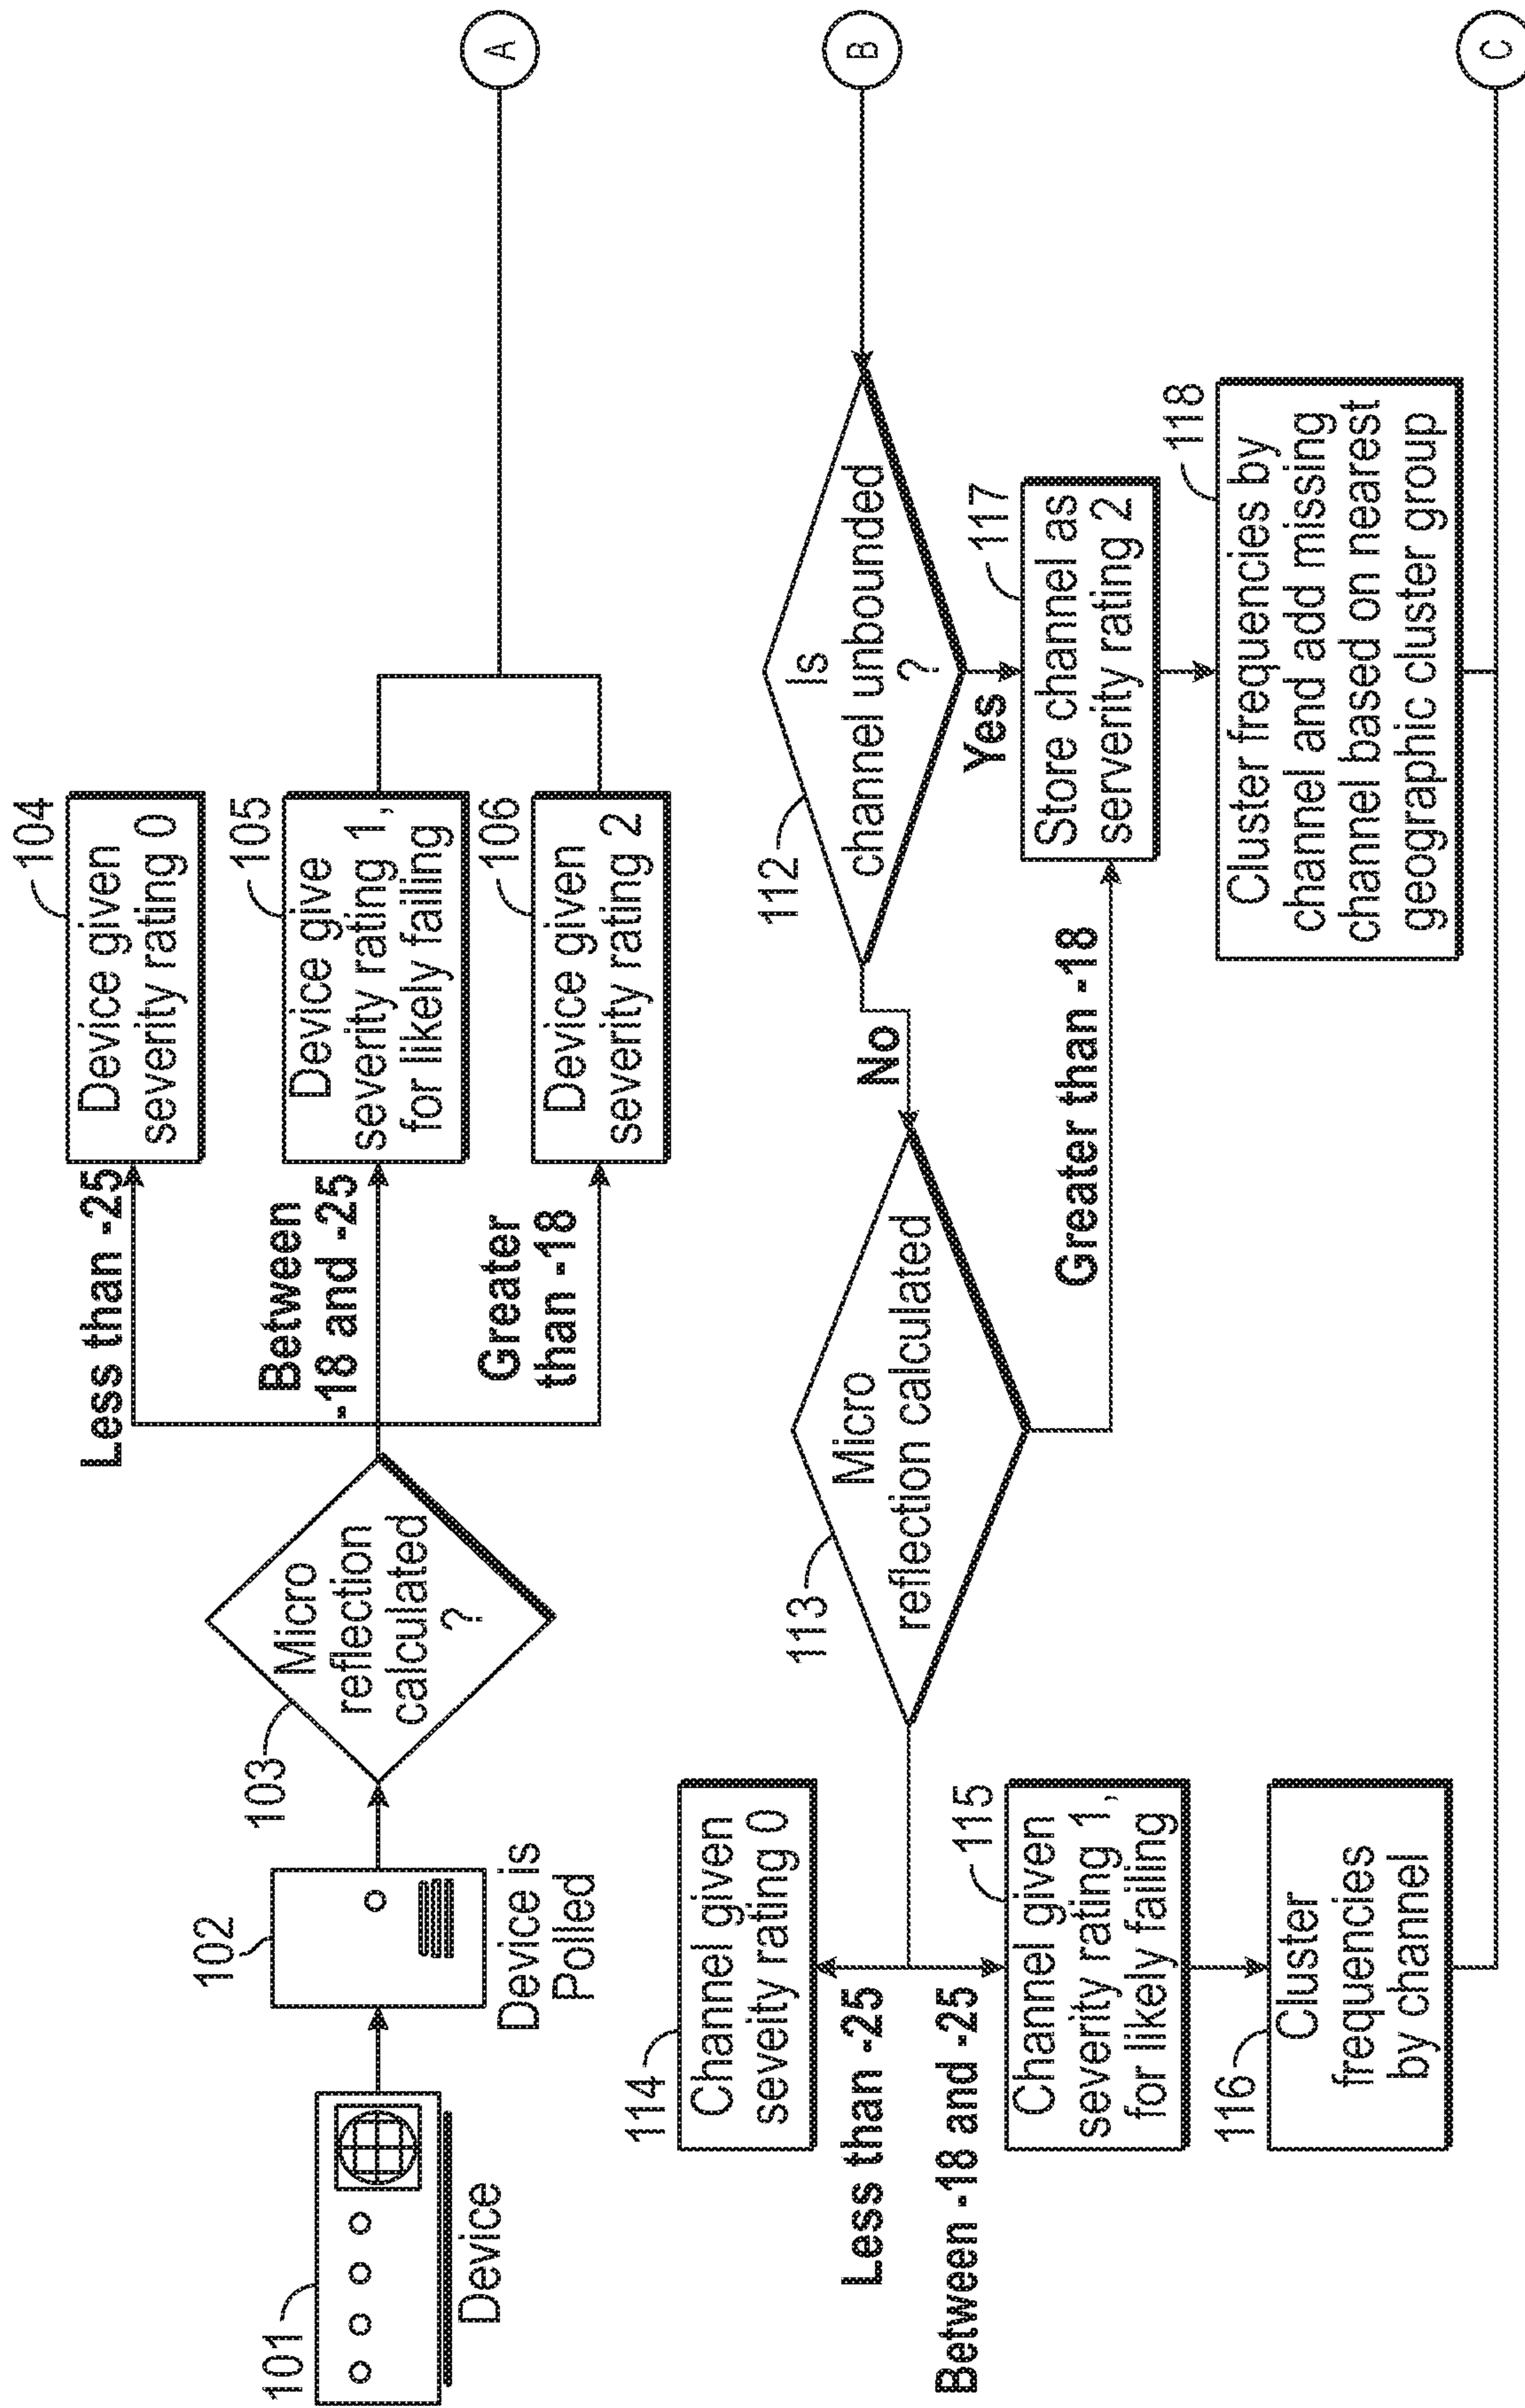 101
Device
102
Device is
Polled
103
Micro
reflection
calculated
?
Less than -25
Between
-18 and -25
Greater
than -18
104
Device given
severity rating 0
105
Device give
severity rating 1,
for likely failing
106
Device given
severity rating 2
A
114
Channel given
seveity rating 0
Less than -25
Between -18 and -25
115
Channel given
severity rating 1,
for likely failing
116
Cluster
frequencies
by channel
113
Micro
reflection calculated
Greater than -18
No
112
Is
channel unbounded
?
Yes
117
Store channel as
serverity rating 2
118
Cluster frequencies by
channel and add missing
channel based on nearest
geographic cluster group
B
C